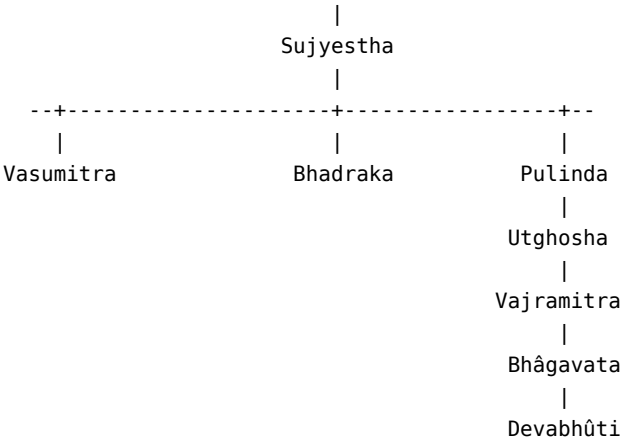 |
Sujyestha
|
--+---------------------+-----------------+--
| | |
Vasumitra Bhadraka Pulinda
|
Utghosha
|
Vajramitra
|
Bhâgavata
|
Devabhûti